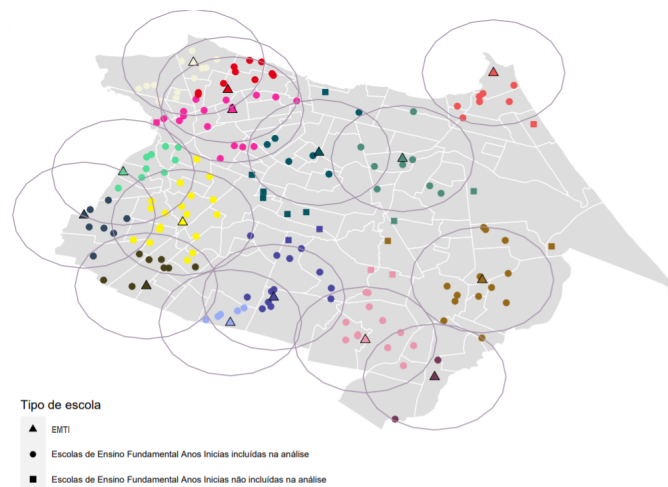 Tipo de escola
EMTI
Escolas de Ensino Fundamental Anos Inicias incluídas na análise
Escolas de Ensino Fundamental Anos Inicias não incluídas na análise